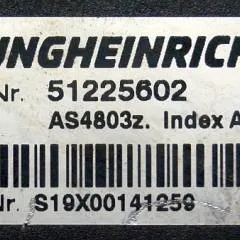 UNGHEINRICH
Nr. 51225602
AS4803z. Index A
Nr. S19X00141259